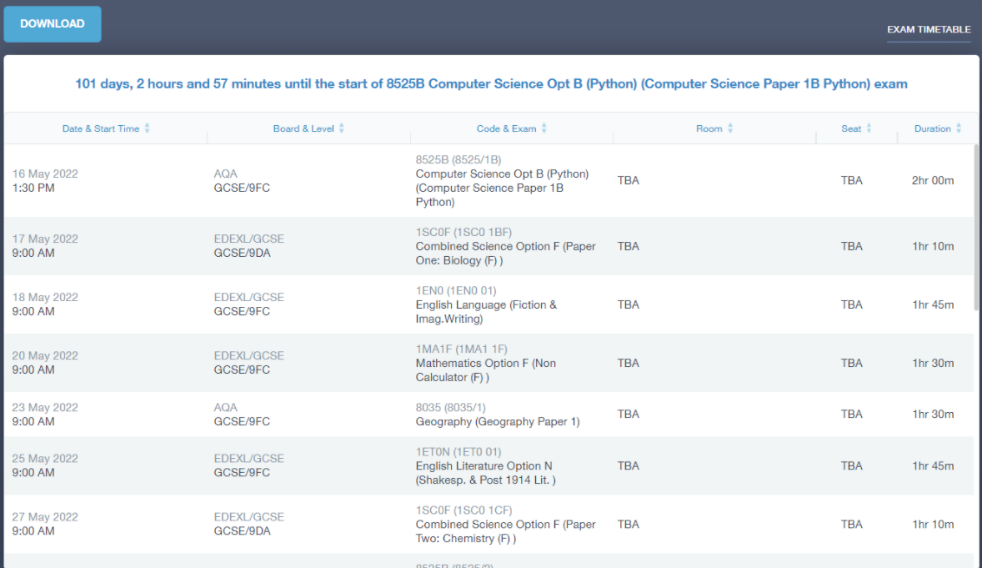 DOWNLOAD
EXAM TIMETABLE
101 days, 2 hours and 57 minutes until the start of 8525B Computer Science Opt B (Python) (Computer Science Paper 1B Python) exam
Date & Start Time Board & Level Code & Exam Room Seat Duration
16 May 2022
1:30 PM
AQA
GCSE/9FC
8525B (8525/1B)
Computer Science Opt B (Python)
(Computer Science Paper 1B
Python)
TBA
TBA
2hr 00m
17 May 2022
9:00 AM
EDEXL/GCSE
GCSE/9DA
1SC0F (1SC0 1BF)
Combined Science Option F (Paper
One: Biology (F) )
TBA
TBA
1hr 10m
18 May 2022
9:00 AM
EDEXL/GCSE
GCSE/9FC
1EN0 (1EN0 01)
English Language (Fiction &
Imag.Writing)
TBA
TBA
1hr 45m
20 May 2022
9:00 AM
EDEXL/GCSE
GCSE/9FC
1MA1F (1MA1 1F)
Mathematics Option F (Non
Calculator (F) )
TBA
TBA
1hr 30m
23 May 2022
9:00 AM
AQA
GCSE/9FC
8035 (8035/1)
Geography (Geography Paper 1)
TBA
TBA
1hr 30m
25 May 2022
9:00 AM
EDEXL/GCSE
GCSE/9FC
1ET0N (1ET0 01)
English Literature Option N
(Shakesp. & Post 1914 Lit. )
TBA
TBA
1hr 45m
27 May 2022
9:00 AM
EDEXL/GCSE
GCSE/9DA
1SC0F (1SC0 1CF)
Combined Science Option F (Paper
Two: Chemistry (F) )
TBA
TBA
1hr 10m